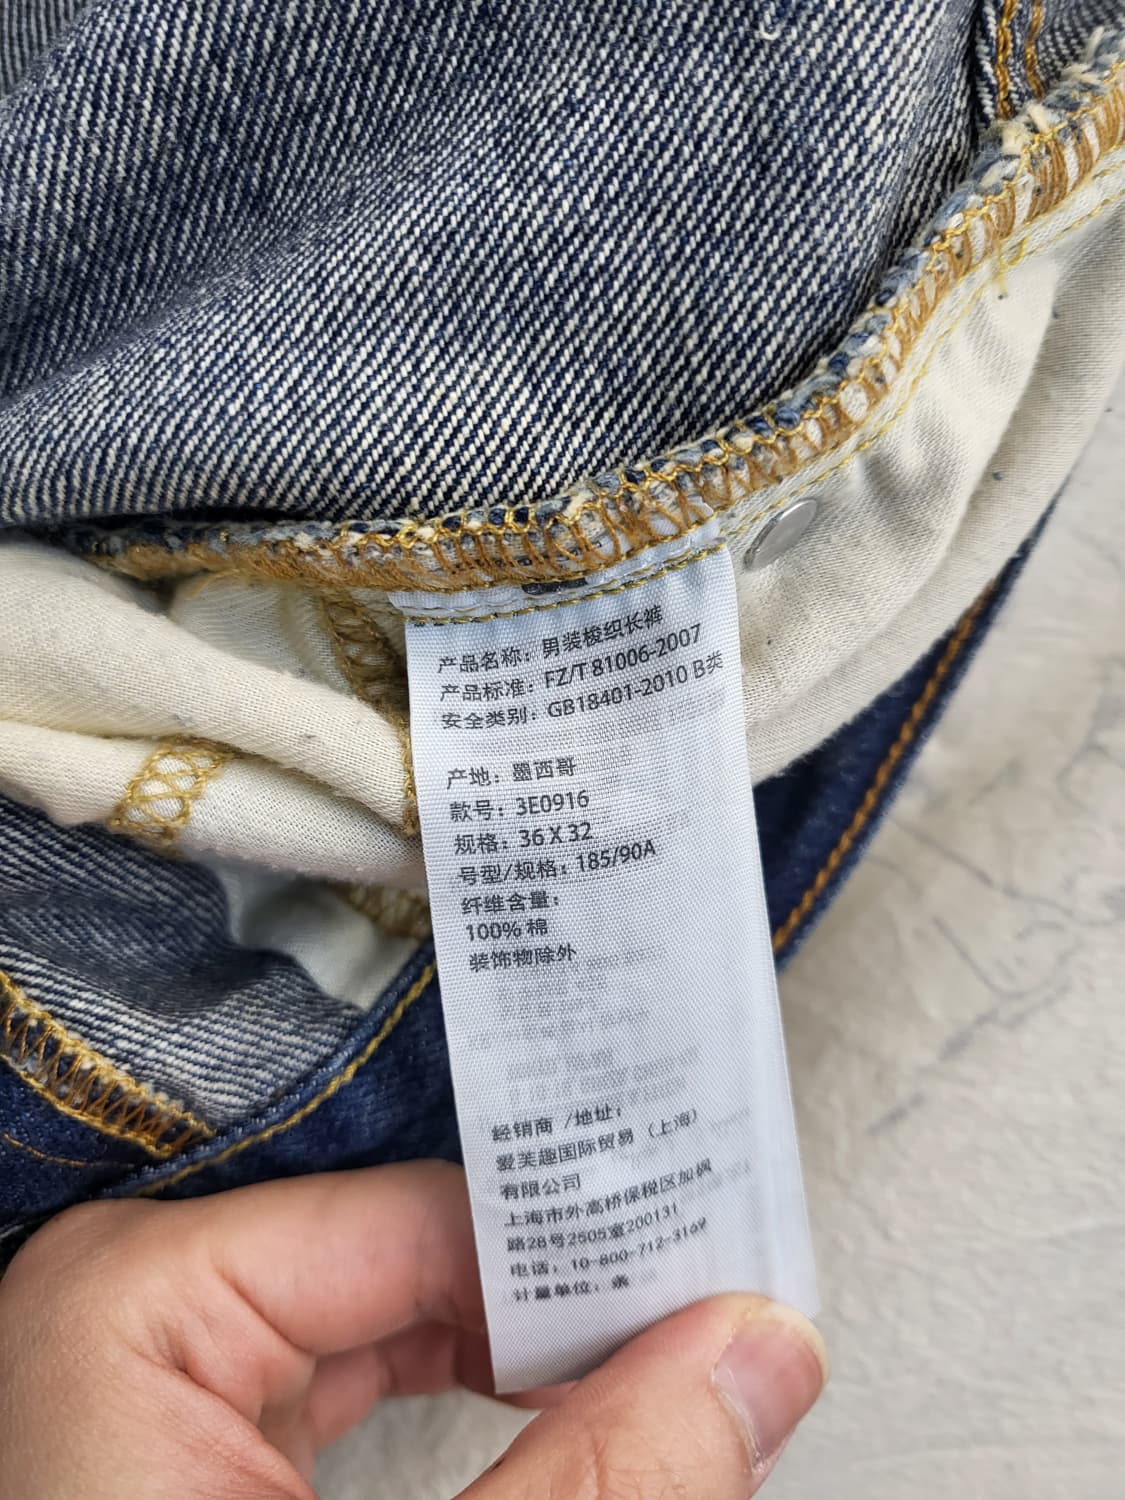 产品名称：男装梭织长裤
产品标准：FZ/T 81006-2007
安全类别：GB18401-2010 B类
产地：墨西哥
款号：3E0916
规格：36 X 32
号型/规格：185/90A
纤维含量：
100% 棉
装饰物除外
经销商 /地址：
爱芙趣国际贸易（上海）
有限公司
上海市外高桥保税区加枫
路28号2505室200131
电话：10-800-712-3169
计量单位：条